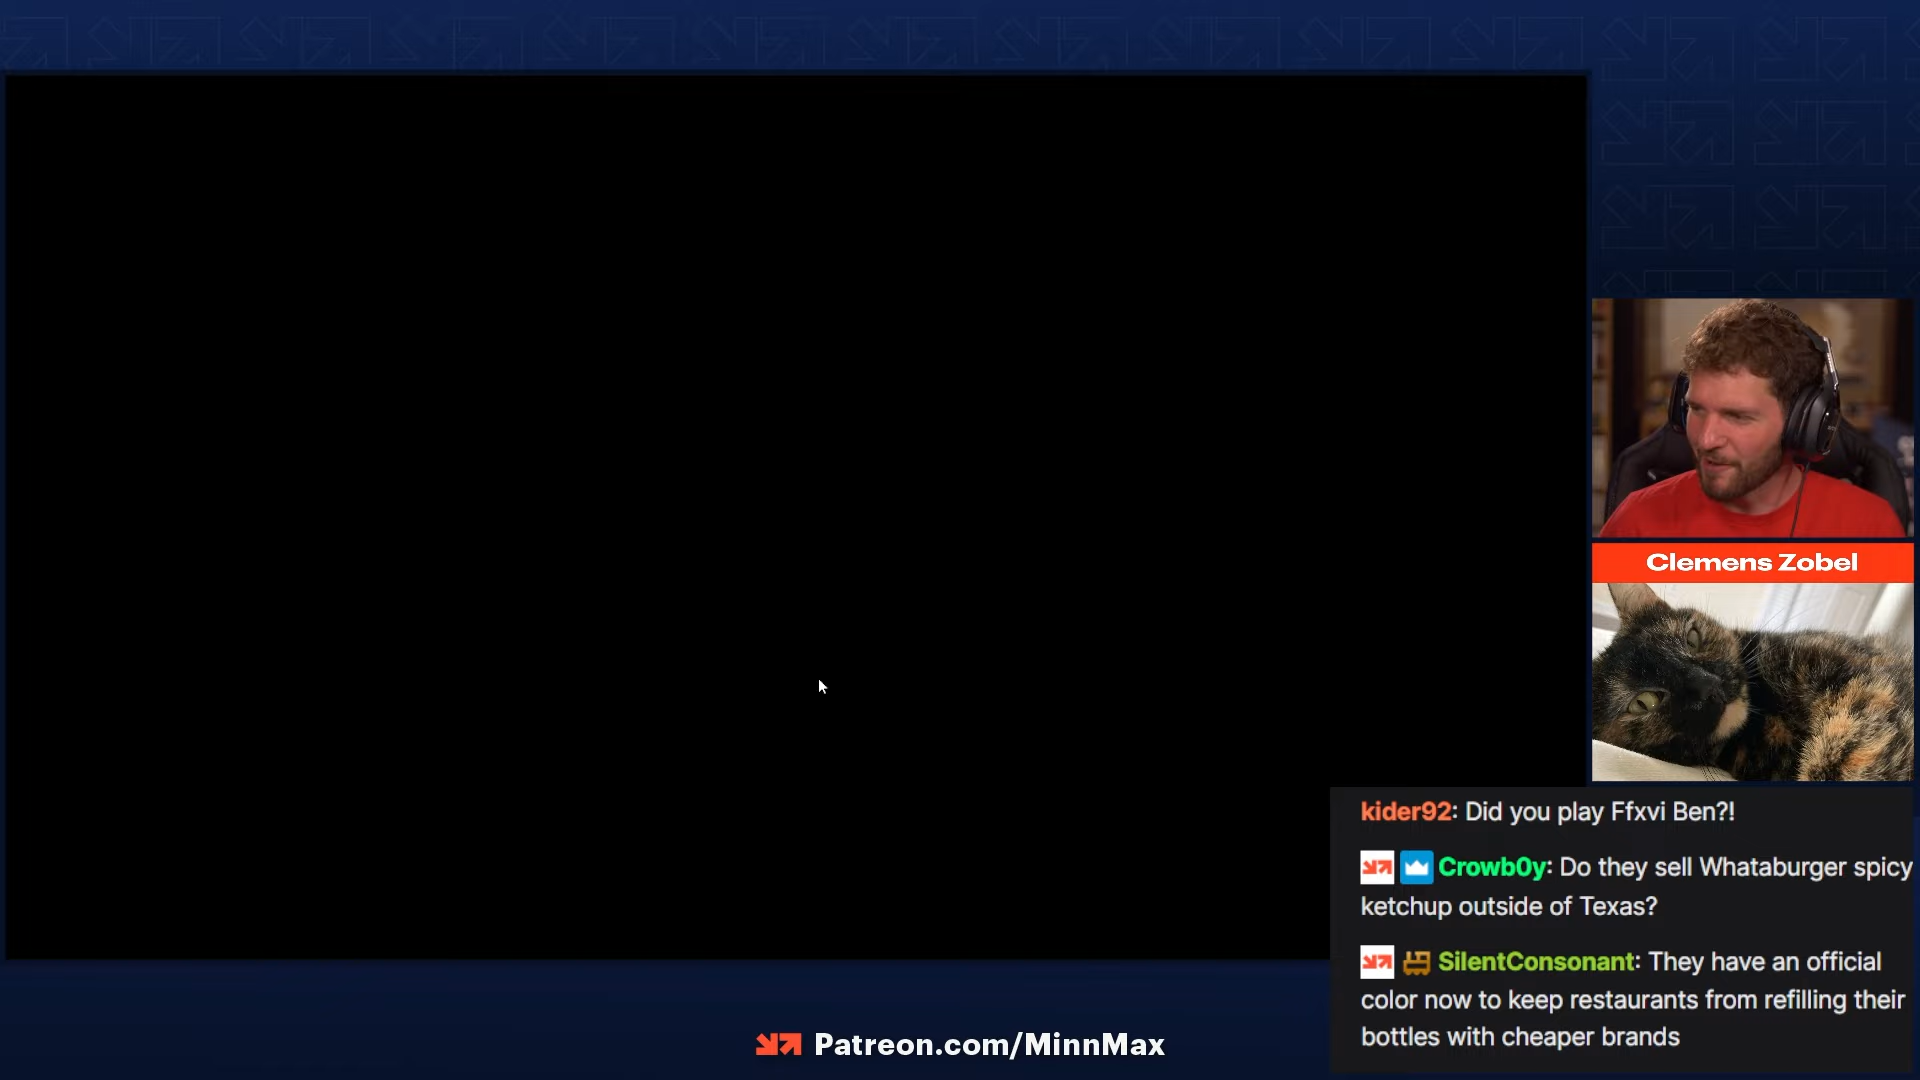 Clemens Zobel
kider92: Did you play Ffxvi Ben?!
Crowb0y: Do they sell Whataburger spicy
ketchup outside of Texas?
SilentConsonant: They have an official
color now to keep restaurants from refilling their
bottles with cheaper brands
Patreon.com/MinnMax